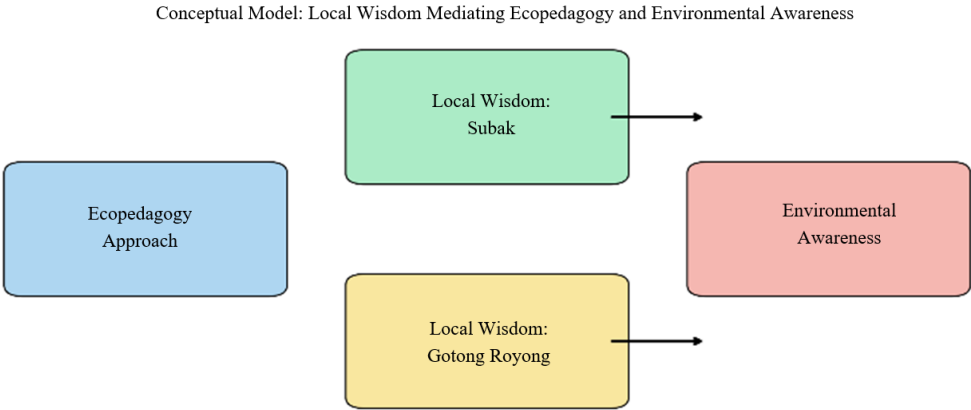 Conceptual Model: Local Wisdom Mediating Ecopedagogy and Environmental Awareness
Local Wisdom:
Subak
Ecopedagogy
Approach
Environmental
Awareness
Local Wisdom:
Gotong Royong